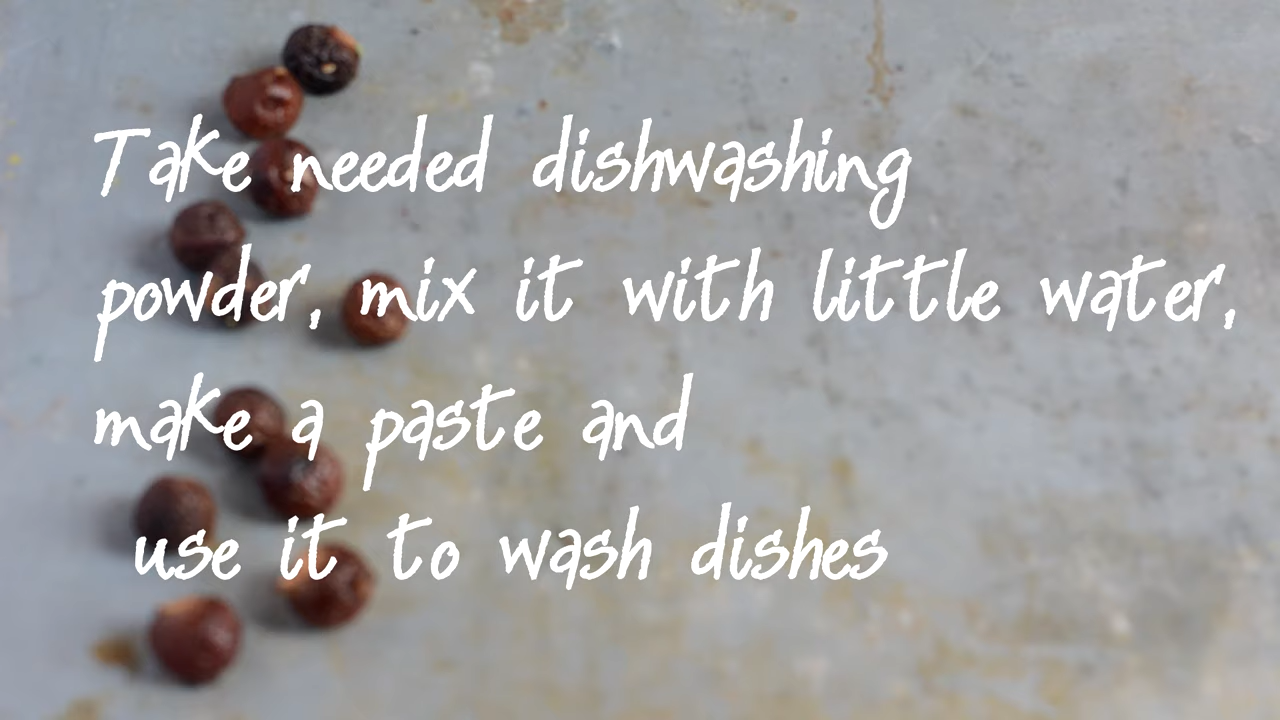 Take needed dishwashing
powder, mix it with little water,
make a paste and
use it to wash dishes